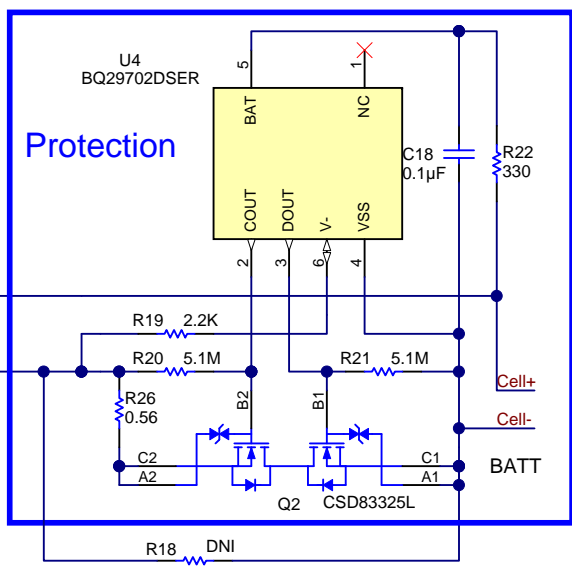 U4
BQ29702DSER
5
1
BAT
NC
Protection
C18
0.1µF
R22
330
COUT
DOUT
V-
VSS
2
3
6
4
R19 2.2K
R20 5.1M
R21 5.1M
R26
0.56
B2
B1
Cell+
Cell-
C2
A2
C1
A1
BATT
Q2 CSD83325L
R18 DNI